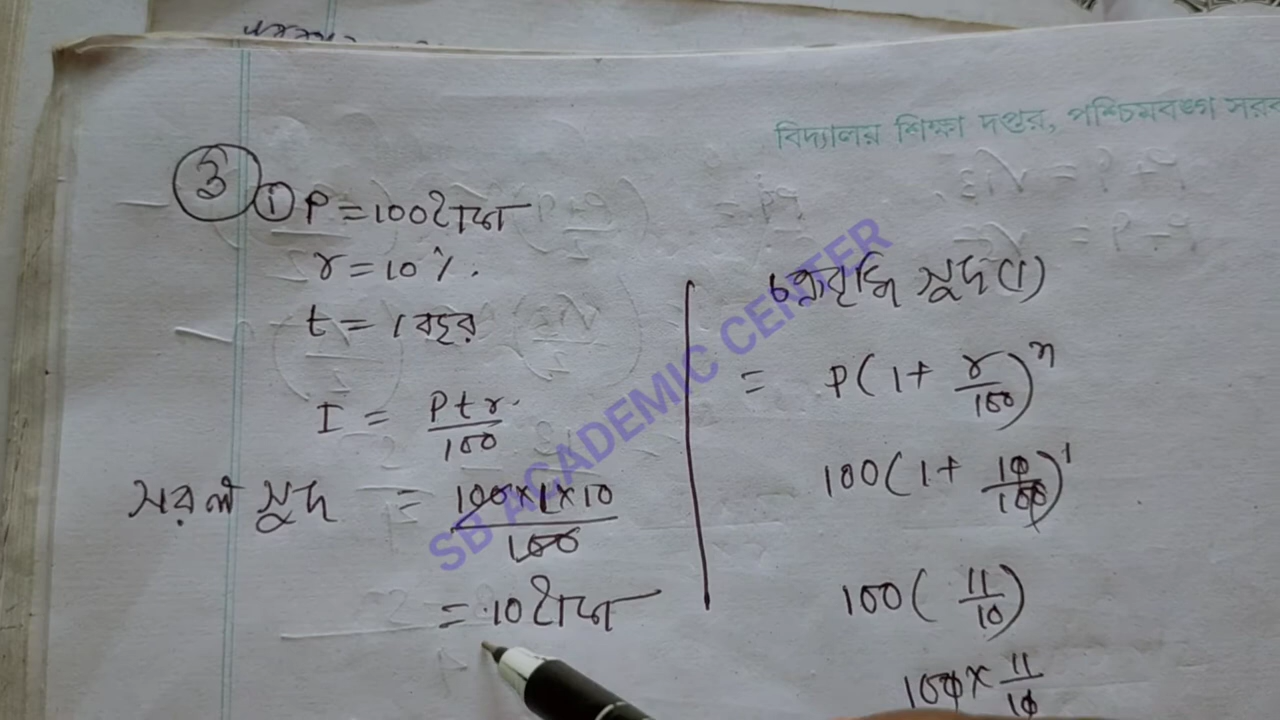 বিদ্যালয় শিক্ষা দপ্তর, পশ্চিমবঙ্গ সরক
3 i P = 100 টাকা
r = 10%.
t = 1 বছর
I = Ptr/100
সরল সুদ = 100×1×10/100
= 10 টাকা
চক্রবৃদ্ধি সুদ (1)
= P(1 + r/100)^n
100(1 + 10/100)^1
100(11/10)
100 × 11/10
SB ACADEMIC CENTER